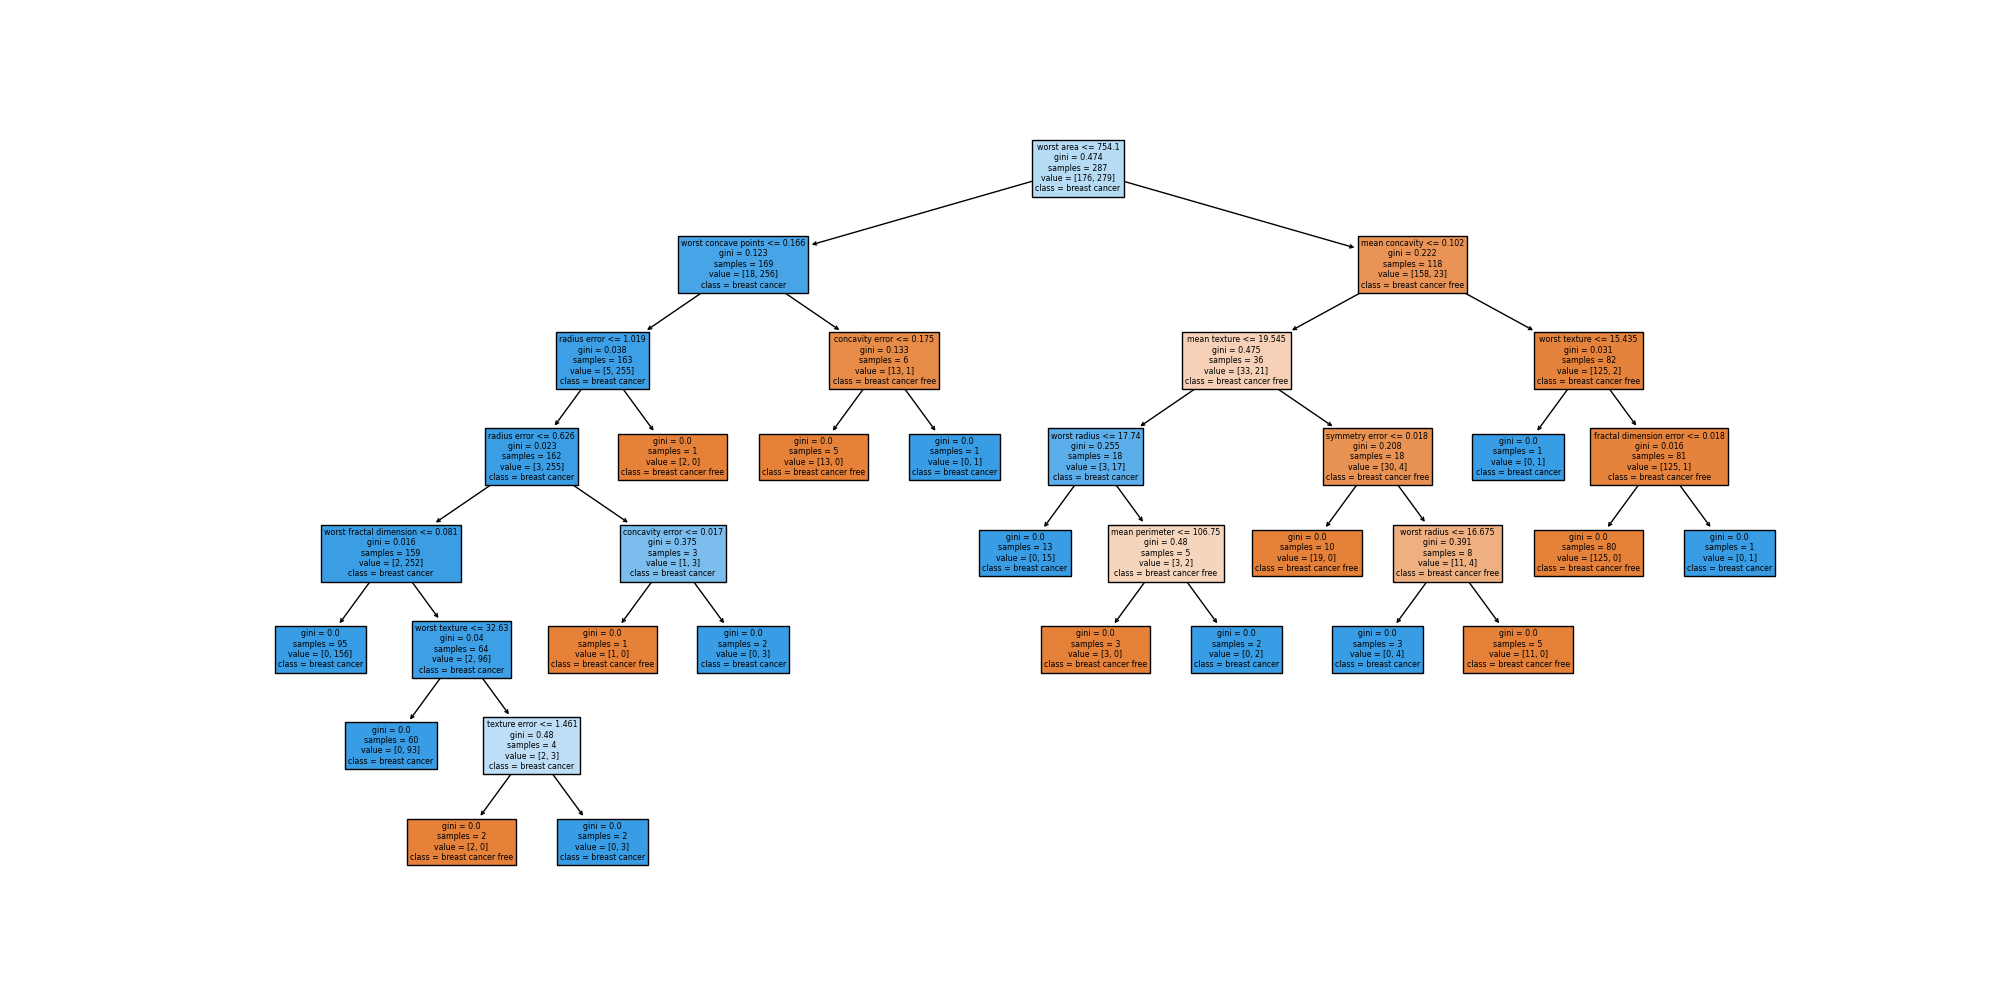 worst area <= 754.1
gini = 0.474
samples = 287
value = [176, 279]
class = breast cancer
worst concave points <= 0.166
gini = 0.123
samples = 169
value = [18, 256]
class = breast cancer
mean concavity <= 0.102
gini = 0.222
samples = 118
value = [158, 23]
class = breast cancer free
radius error <= 1.019
gini = 0.038
samples = 163
value = [5, 255]
class = breast cancer
concavity error <= 0.175
gini = 0.133
samples = 6
value = [13, 1]
class = breast cancer free
mean texture <= 19.545
gini = 0.475
samples = 36
value = [33, 21]
class = breast cancer free
worst texture <= 15.435
gini = 0.031
samples = 82
value = [125, 2]
class = breast cancer free
radius error <= 0.626
gini = 0.023
samples = 162
value = [3, 255]
class = breast cancer
gini = 0.0
samples = 1
value = [2, 0]
class = breast cancer free
gini = 0.0
samples = 5
value = [13, 0]
class = breast cancer free
gini = 0.0
samples = 1
value = [0, 1]
class = breast cancer
worst radius <= 17.74
gini = 0.255
samples = 18
value = [3, 17]
class = breast cancer
symmetry error <= 0.018
gini = 0.208
samples = 18
value = [30, 4]
class = breast cancer free
gini = 0.0
samples = 1
value = [0, 1]
class = breast cancer
fractal dimension error <= 0.018
gini = 0.016
samples = 81
value = [125, 1]
class = breast cancer free
worst fractal dimension <= 0.081
gini = 0.016
samples = 159
value = [2, 252]
class = breast cancer
concavity error <= 0.017
gini = 0.375
samples = 3
value = [1, 3]
class = breast cancer
gini = 0.0
samples = 13
value = [0, 15]
class = breast cancer
mean perimeter <= 106.75
gini = 0.48
samples = 5
value = [3, 2]
class = breast cancer free
gini = 0.0
samples = 10
value = [19, 0]
class = breast cancer free
worst radius <= 16.675
gini = 0.391
samples = 8
value = [11, 4]
class = breast cancer free
gini = 0.0
samples = 80
value = [125, 0]
class = breast cancer free
gini = 0.0
samples = 1
value = [0, 1]
class = breast cancer
gini = 0.0
samples = 95
value = [0, 156]
class = breast cancer
worst texture <= 32.63
gini = 0.04
samples = 64
value = [2, 96]
class = breast cancer
gini = 0.0
samples = 1
value = [1, 0]
class = breast cancer free
gini = 0.0
samples = 2
value = [0, 3]
class = breast cancer
gini = 0.0
samples = 3
value = [3, 0]
class = breast cancer free
gini = 0.0
samples = 2
value = [0, 2]
class = breast cancer
gini = 0.0
samples = 3
value = [0, 4]
class = breast cancer
gini = 0.0
samples = 5
value = [11, 0]
class = breast cancer free
gini = 0.0
samples = 60
value = [0, 93]
class = breast cancer
texture error <= 1.461
gini = 0.48
samples = 4
value = [2, 3]
class = breast cancer
gini = 0.0
samples = 2
value = [2, 0]
class = breast cancer free
gini = 0.0
samples = 2
value = [0, 3]
class = breast cancer